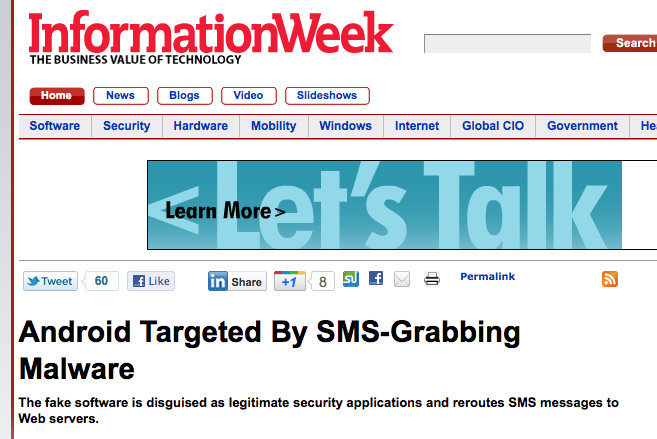 InformationWeek
THE BUSINESS VALUE OF TECHNOLOGY
Search
Home News Blogs Video Slideshows
Software Security Hardware Mobility Windows Internet Global CIO Government
<Let's Talk
Learn More >
Tweet 60 Like in Share +1 8 Permalink
Android Targeted By SMS-Grabbing
Malware
The fake software is disguised as legitimate security applications and reroutes SMS messages to
Web servers.